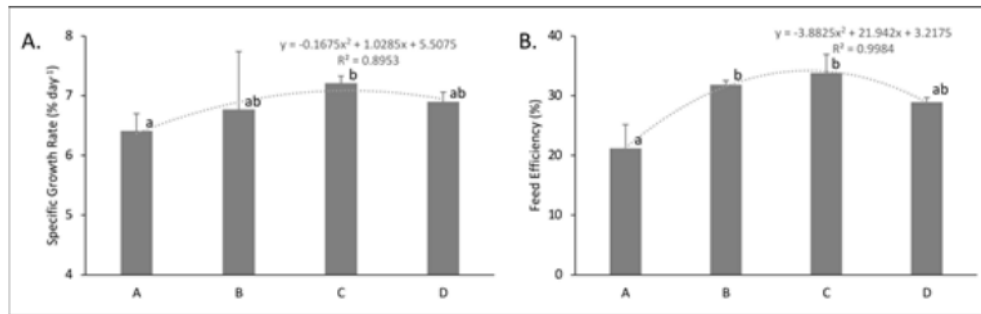 A.
y = -0.1675x² + 1.0285x + 5.5075
R² = 0.8953
Specific Growth Rate (% day⁻¹)
8
7
6
5
4
a
ab
b
ab
A B C D
B.
y = -3.8825x² + 21.942x + 3.2175
R² = 0.9984
Feed Efficiency (%)
40
30
20
10
0
a
b
b
ab
A B C D